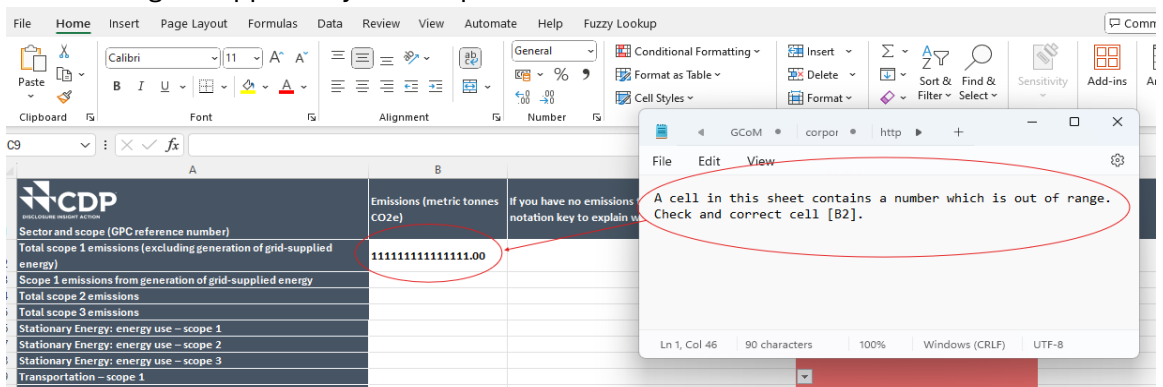 File Home Insert Page Layout Formulas Data Review View Automate Help Fuzzy Lookup
Calibri 11 General Conditional Formatting Insert
Paste Format as Table Delete Sort & Find & Sensitivity Add-ins
B I U Cell Styles Format Filter Select
Clipboard Font Alignment Number
GCoM corpor http
C9 fx
File Edit View
A B
CDP
DISCLOSURE INSIGHT ACTION
Sector and scope (GPC reference number)
Emissions (metric tonnes
CO2e)
If you have no emissions
notation key to explain
A cell in this sheet contains a number which is out of range.
Check and correct cell [B2].
Total scope 1 emissions (excluding generation of grid-supplied
energy)
111111111111111.00
Scope 1 emissions from generation of grid-supplied energy
Total scope 2 emissions
Total scope 3 emissions
Stationary Energy: energy use – scope 1
Stationary Energy: energy use – scope 2
Stationary Energy: energy use – scope 3
Transportation – scope 1
Ln 1, Col 46 90 characters 100% Windows (CRLF) UTF-8